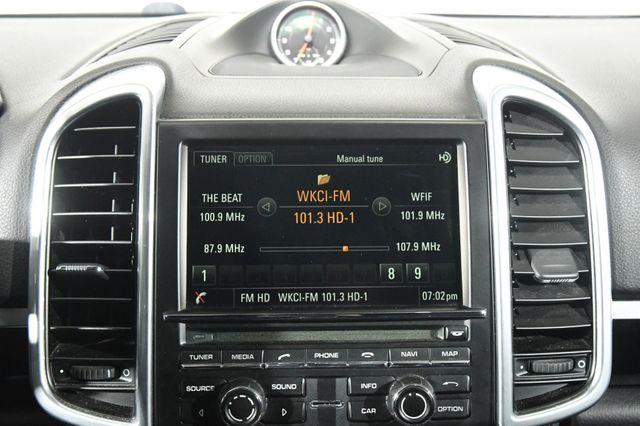 TUNER OPTION Manual tune HD
THE BEAT WKCI-FM WFIF
100.9 MHz 101.3 HD-1 101.9 MHz
87.9 MHz 107.9 MHz
1 8 9
FM HD WKCI-FM 101.3 HD-1 07:02pm
TUNER MEDIA PHONE NAVI MAP
SOURCE SOUND INFO
CAR OPTION